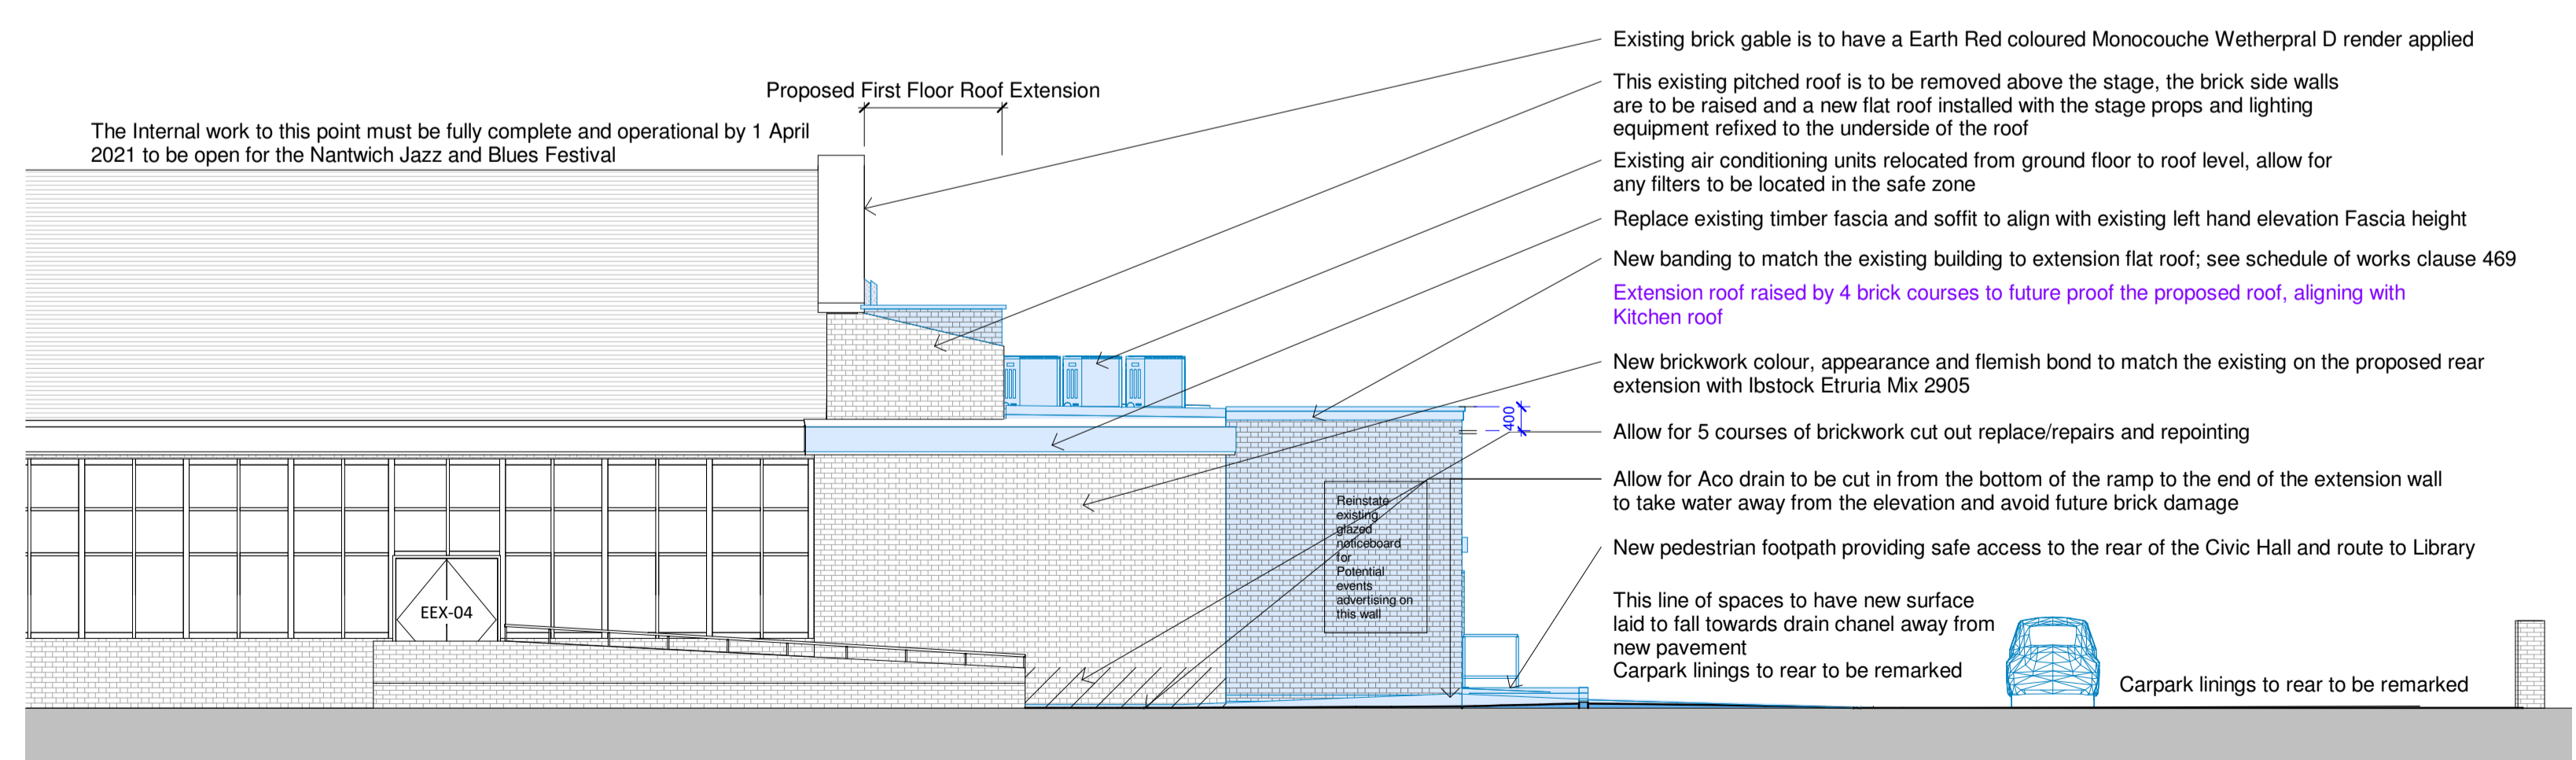 Existing brick gable is to have a Earth Red coloured Monocouche Wetherpral D render applied
This existing pitched roof is to be removed above the stage, the brick side walls
are to be raised and a new flat roof installed with the stage props and lighting
equipment refixed to the underside of the roof
Proposed First Floor Roof Extension
The Internal work to this point must be fully complete and operational by 1 April
2021 to be open for the Nantwich Jazz and Blues Festival
Existing air conditioning units relocated from ground floor to roof level, allow for
any filters to be located in the safe zone
Replace existing timber fascia and soffit to align with existing left hand elevation Fascia height
New banding to match the existing building to extension flat roof; see schedule of works clause 469
Extension roof raised by 4 brick courses to future proof the proposed roof, aligning with
Kitchen roof
New brickwork colour, appearance and flemish bond to match the existing on the proposed rear
extension with Ibstock Etruria Mix 2905
400
Allow for 5 courses of brickwork cut out replace/repairs and repointing
Allow for Aco drain to be cut in from the bottom of the ramp to the end of the extension wall
to take water away from the elevation and avoid future brick damage
Reinstate
existing
glazed
noticeboard
for
Potential
events
advertising on
this wall
New pedestrian footpath providing safe access to the rear of the Civic Hall and route to Library
EEX-04
This line of spaces to have new surface
laid to fall towards drain chanel away from
new pavement
Carpark linings to rear to be remarked
Carpark linings to rear to be remarked